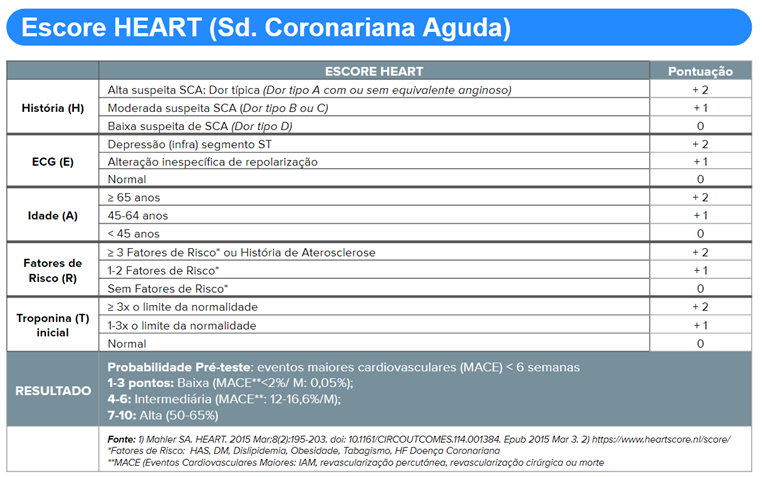 Escore HEART (Sd. Coronariana Aguda)
ESCORE HEART Pontuação
História (H)
Alta suspeita SCA: Dor típica (Dor tipo A com ou sem equivalente anginoso) + 2
Moderada suspeita SCA (Dor tipo B ou C) + 1
Baixa suspeita de SCA (Dor tipo D) 0
ECG (E)
Depressão (infra) segmento ST + 2
Alteração inespecífica de repolarização + 1
Normal 0
Idade (A)
≥ 65 anos + 2
45-64 anos + 1
< 45 anos 0
Fatores de
Risco (R)
≥ 3 Fatores de Risco* ou História de Aterosclerose + 2
1-2 Fatores de Risco* + 1
Sem Fatores de Risco* 0
Troponina (T)
inicial
≥ 3x o limite da normalidade + 2
1-3x o limite da normalidade + 1
Normal 0
RESULTADO
Probabilidade Pré-teste: eventos maiores cardiovasculares (MACE) < 6 semanas
1-3 pontos: Baixa (MACE**<2%/ M: 0,05%);
4-6: Intermediária (MACE**: 12-16,6%/M);
7-10: Alta (50-65%)
Fonte: 1) Mahler SA. HEART. 2015 Mar;8(2):195-203. doi: 10.1161/CIRCOUTCOMES.114.001384. Epub 2015 Mar 3. 2) https://www.heartscore.nl/score/
*Fatores de Risco: HAS, DM, Dislipidemia, Obesidade, Tabagismo, HF Doença Coronariana
**MACE (Eventos Cardiovasculares Maiores: IAM, revascularização percutânea, revascularização cirúrgica ou morte